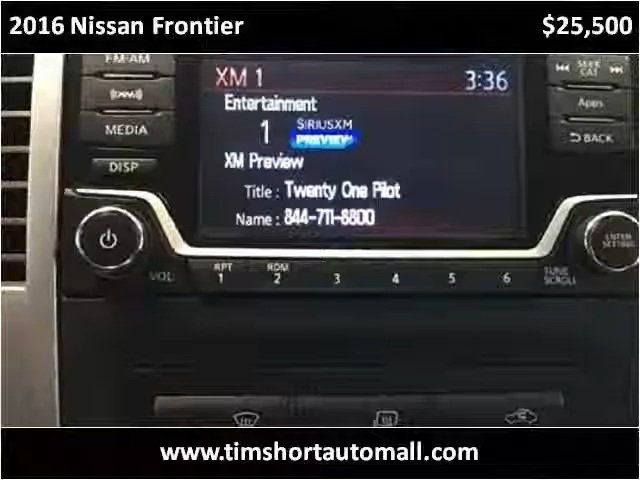 2016 Nissan Frontier $25,500
FM·AM
XM 1 3:36
SEEK
CAT
Entertainment
Apps
1 SIRIUSXM
PREVIEW
MEDIA
BACK
XM Preview
DISP
Title : Twenty One Pilot
Name : 844-711-8800
ENTER
SETTING
VOL
RPT RDM
1 2 3 4 5 6
TUNE
SCROLL
www.timshortautomall.com